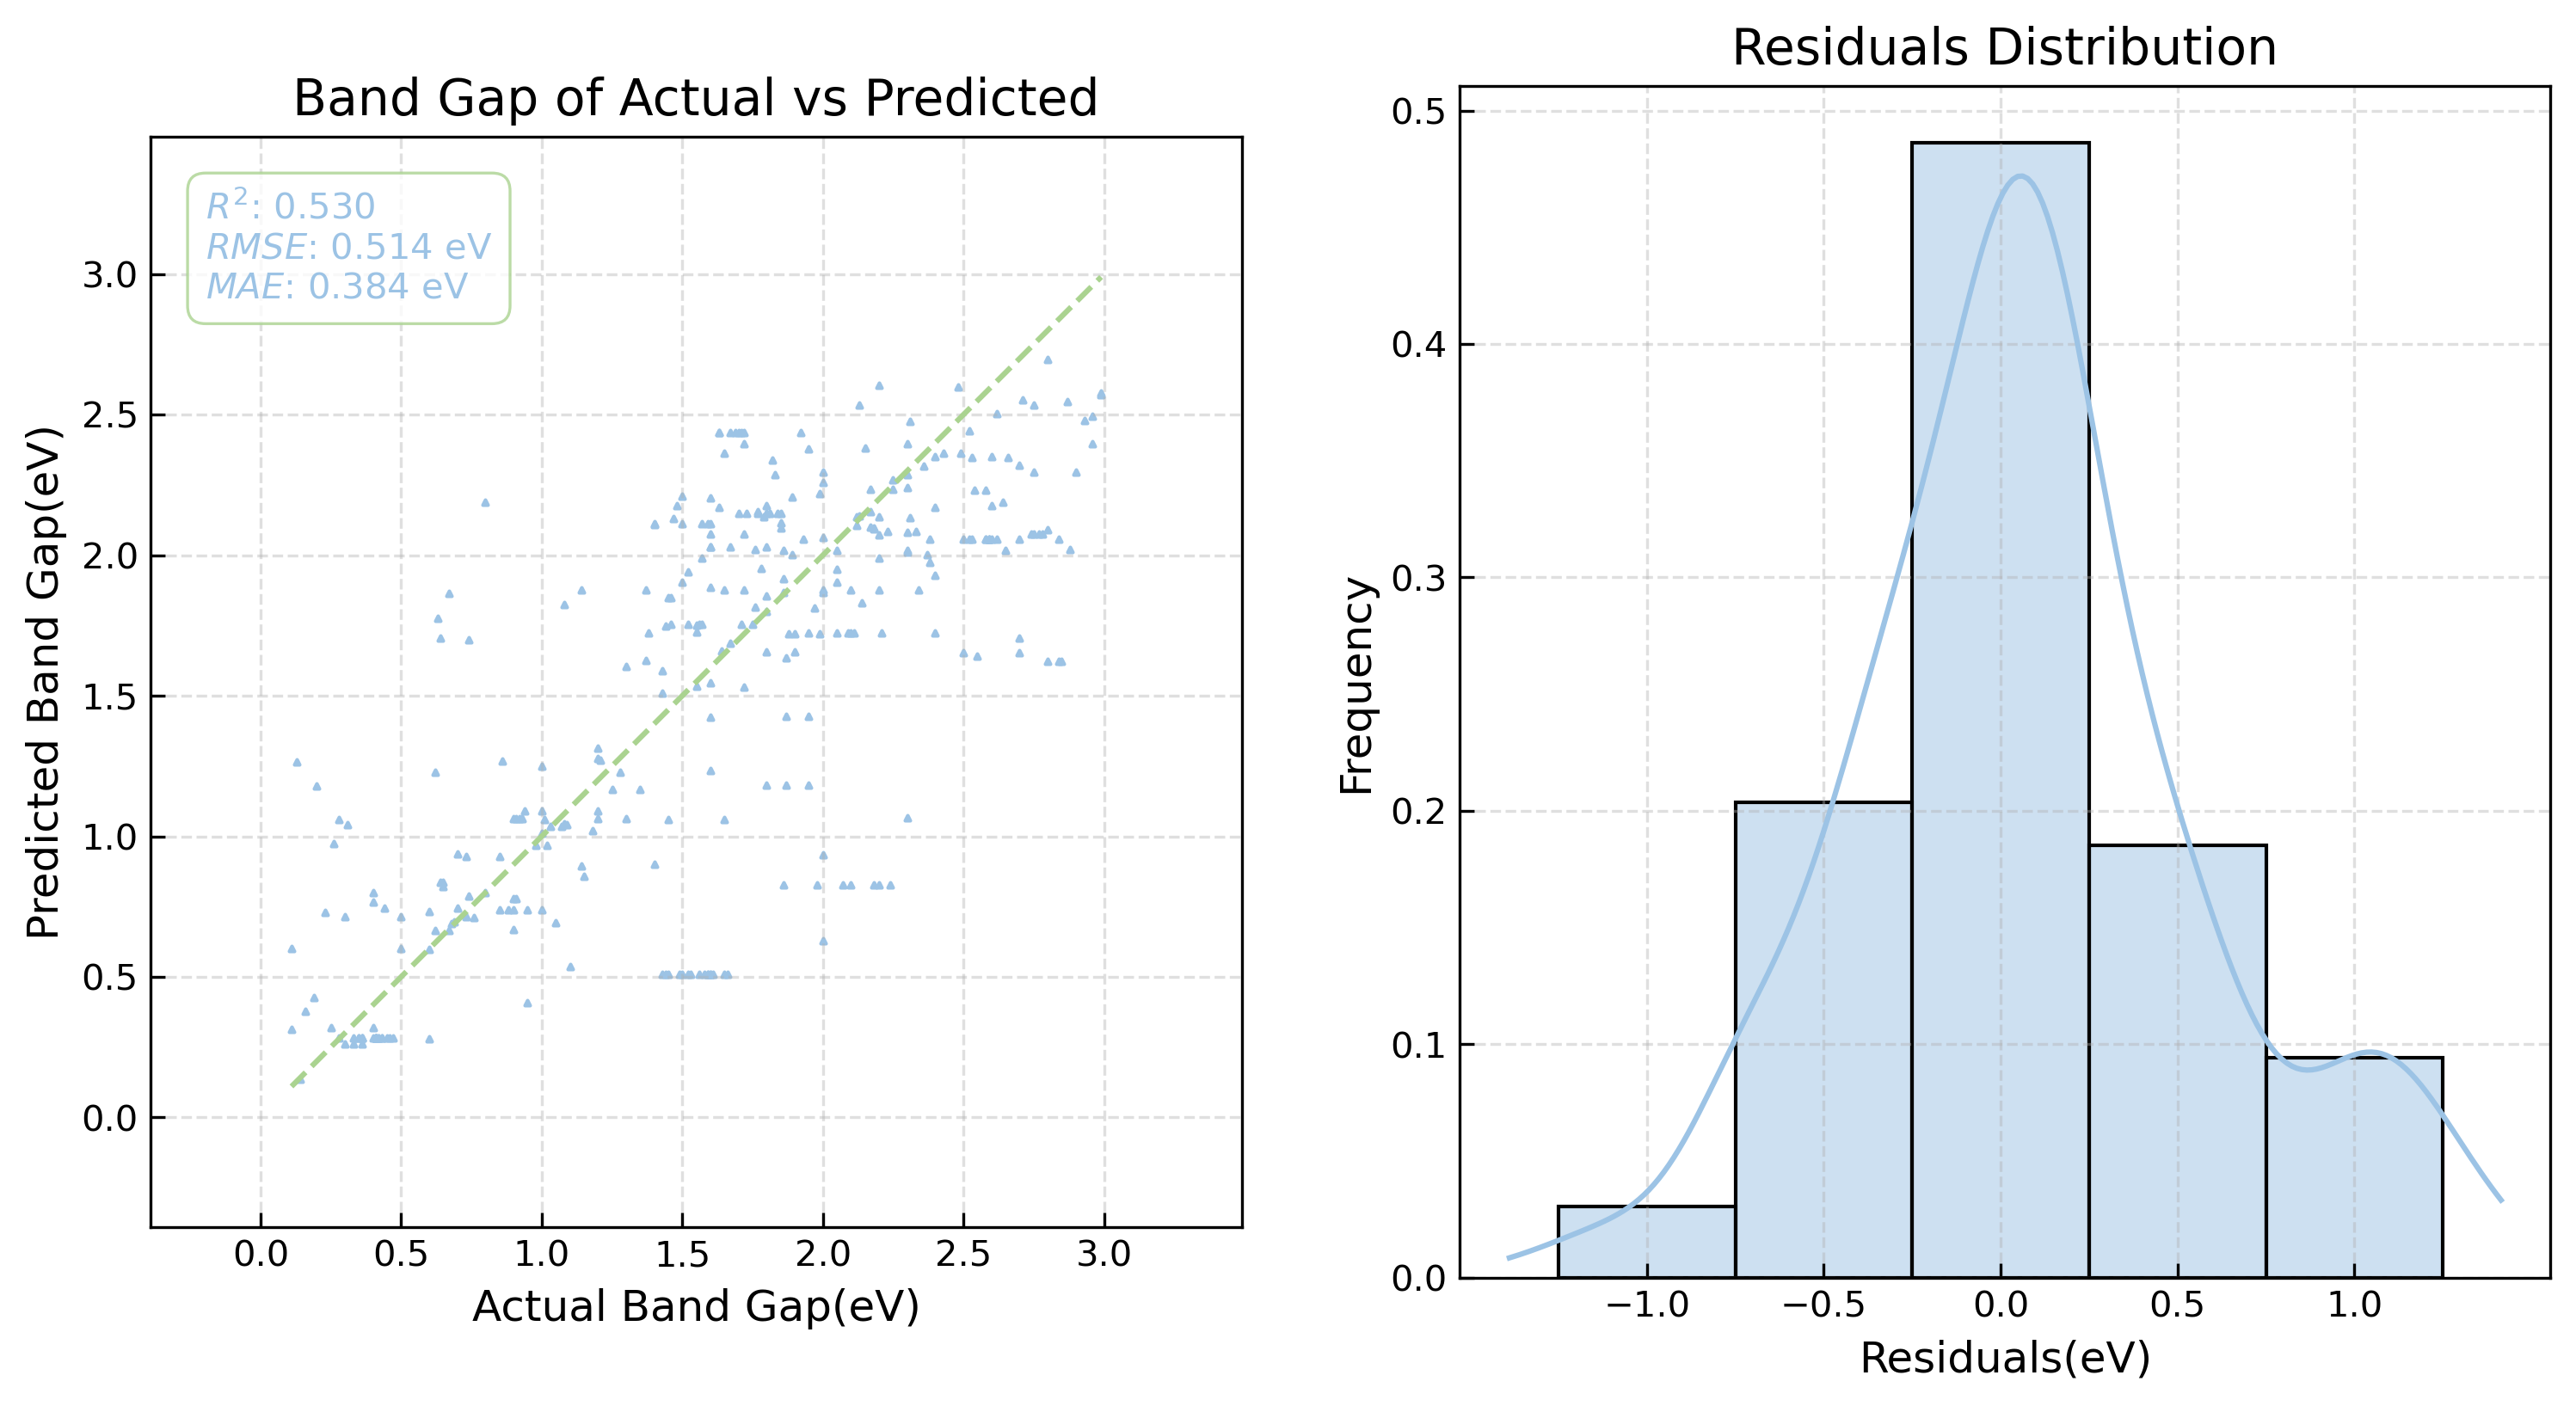 Band Gap of Actual vs Predicted
R²: 0.530
RMSE: 0.514 eV
MAE: 0.384 eV
Predicted Band Gap(eV)
3.0
2.5
2.0
1.5
1.0
0.5
0.0
0.0 0.5 1.0 1.5 2.0 2.5 3.0
Actual Band Gap(eV)
Residuals Distribution
Frequency
0.5
0.4
0.3
0.2
0.1
0.0
−1.0 −0.5 0.0 0.5 1.0
Residuals(eV)